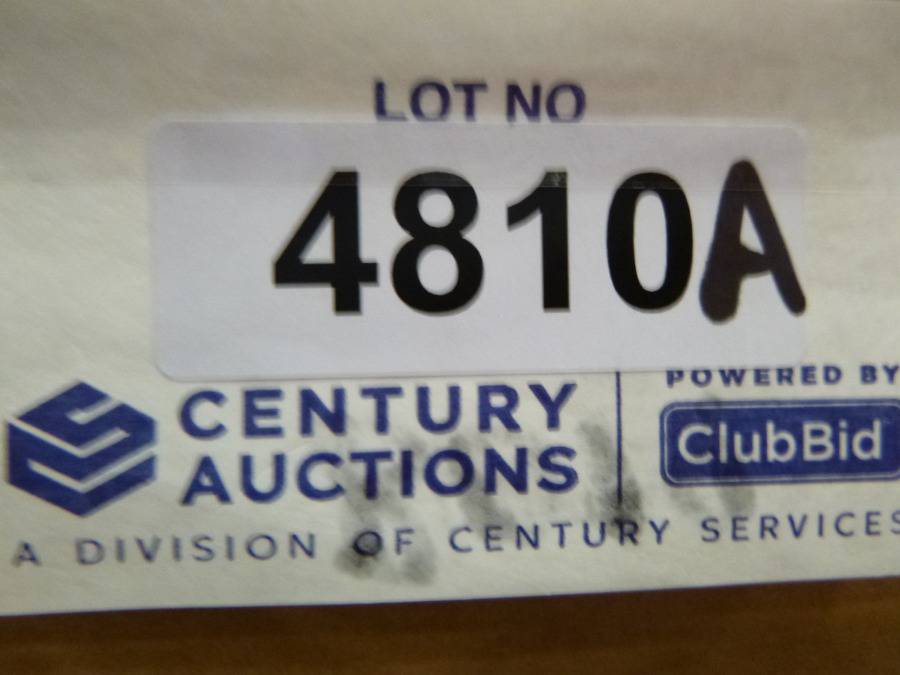 LOT NO
4810A
CENTURY
AUCTIONS
POWERED BY
ClubBid
A DIVISION OF CENTURY SERVICES